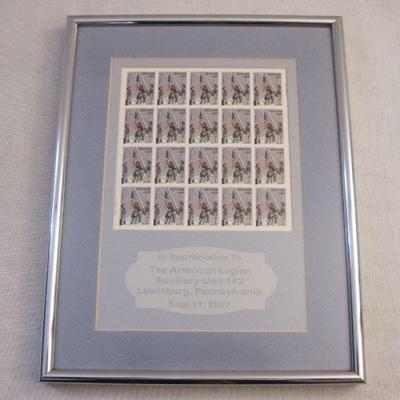 In Appreciation To
The American Legion
Auxiliary Unit 182
Lewisburg, Pennsylvania
Sept 11, 2002